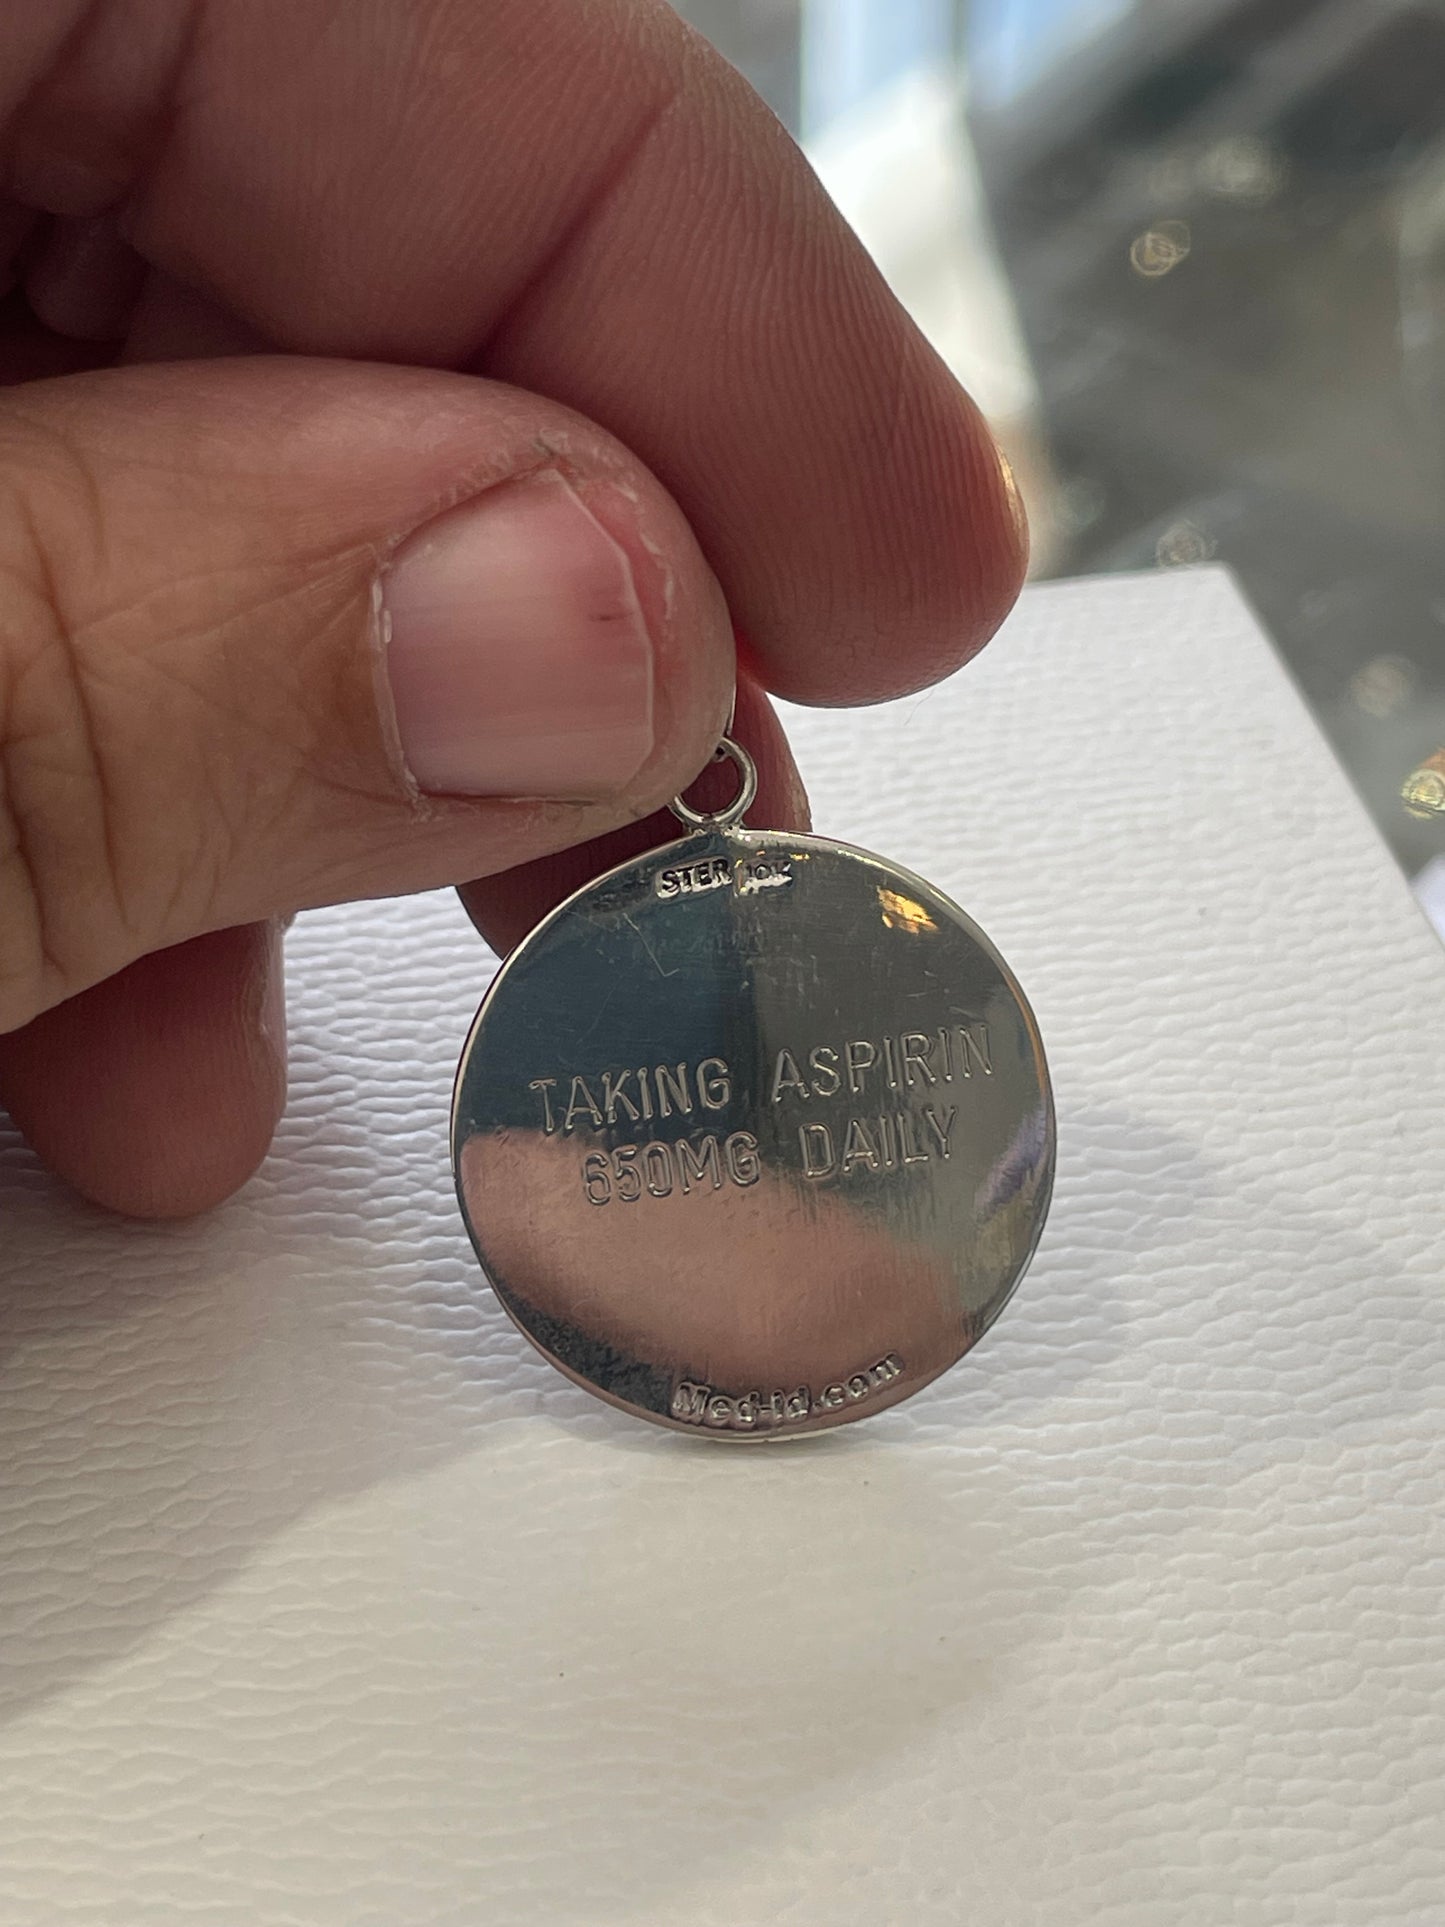 STER 10K
TAKING ASPIRIN
650MG DAILY
Med-id.com